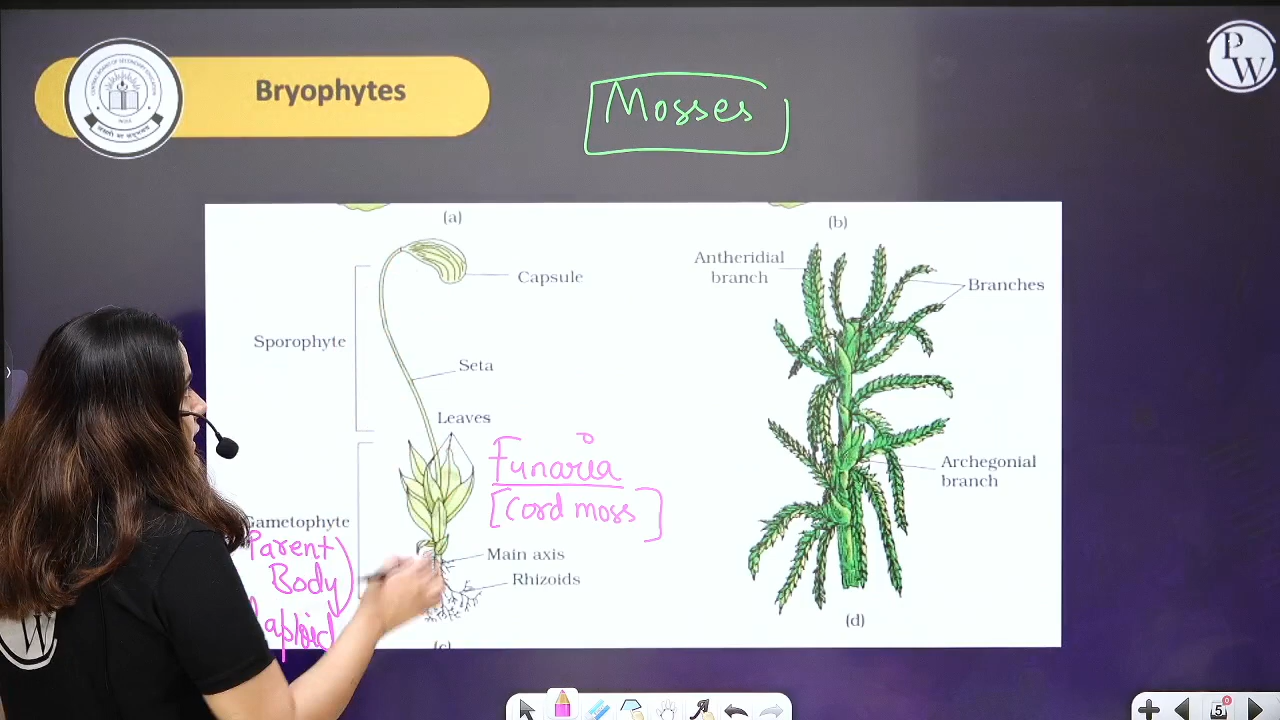 Bryophytes
Mosses
P
W
(a)
(b)
Capsule
Sporophyte
Seta
Leaves
Antheridial
branch
Branches
Funaria
[Cord moss]
Gametophyte
Parent
Body
Main axis
Rhizoids
Archegonial
branch
(d)
W
5